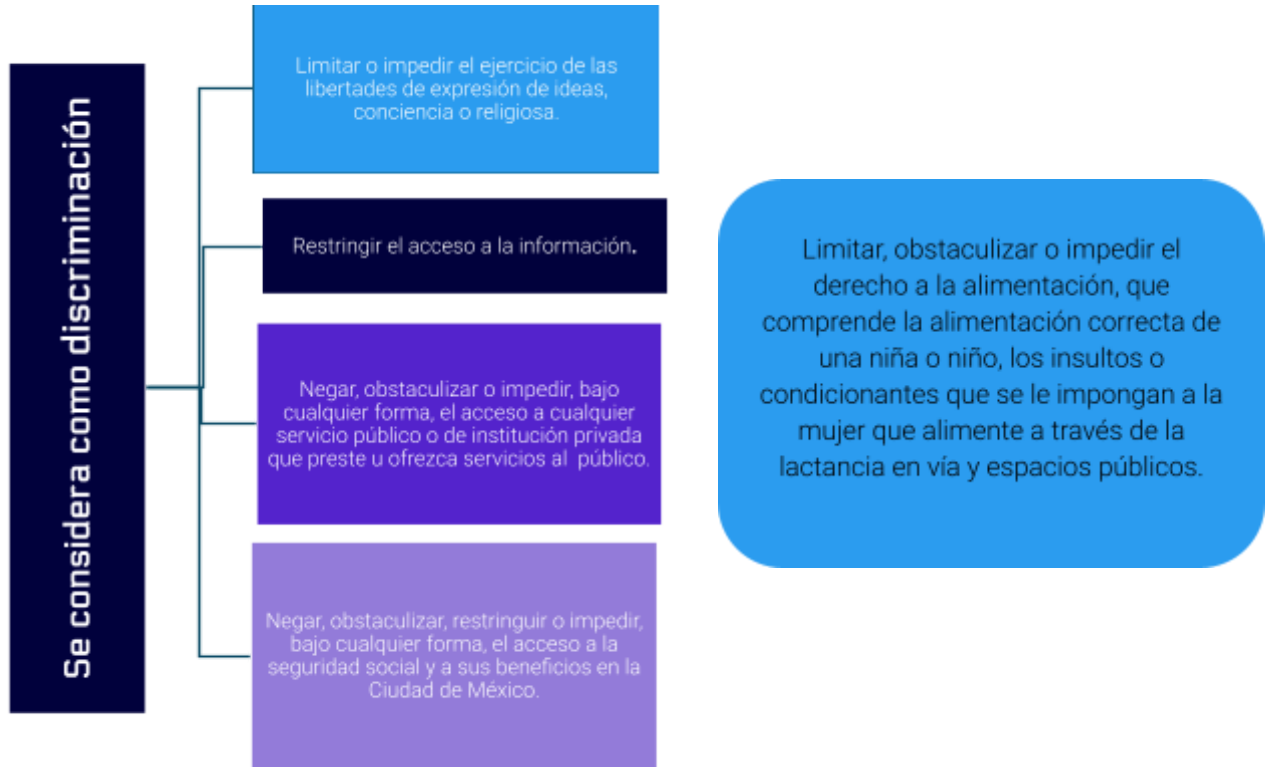 Se considera como discriminación
Limitar o impedir el ejercicio de las
libertades de expresión de ideas,
conciencia o religiosa.
Restringir el acceso a la información.
Negar, obstaculizar o impedir, bajo
cualquier forma, el acceso a cualquier
servicio público o de institución privada
que preste u ofrezca servicios al público.
Negar, obstaculizar, restringuir o impedir,
bajo cualquier forma, el acceso a la
seguridad social y a sus beneficios en la
Ciudad de México.
Limitar, obstaculizar o impedir el
derecho a la alimentación, que
comprende la alimentación correcta de
una niña o niño, los insultos o
condicionantes que se le impongan a la
mujer que alimente a través de la
lactancia en vía y espacios públicos.